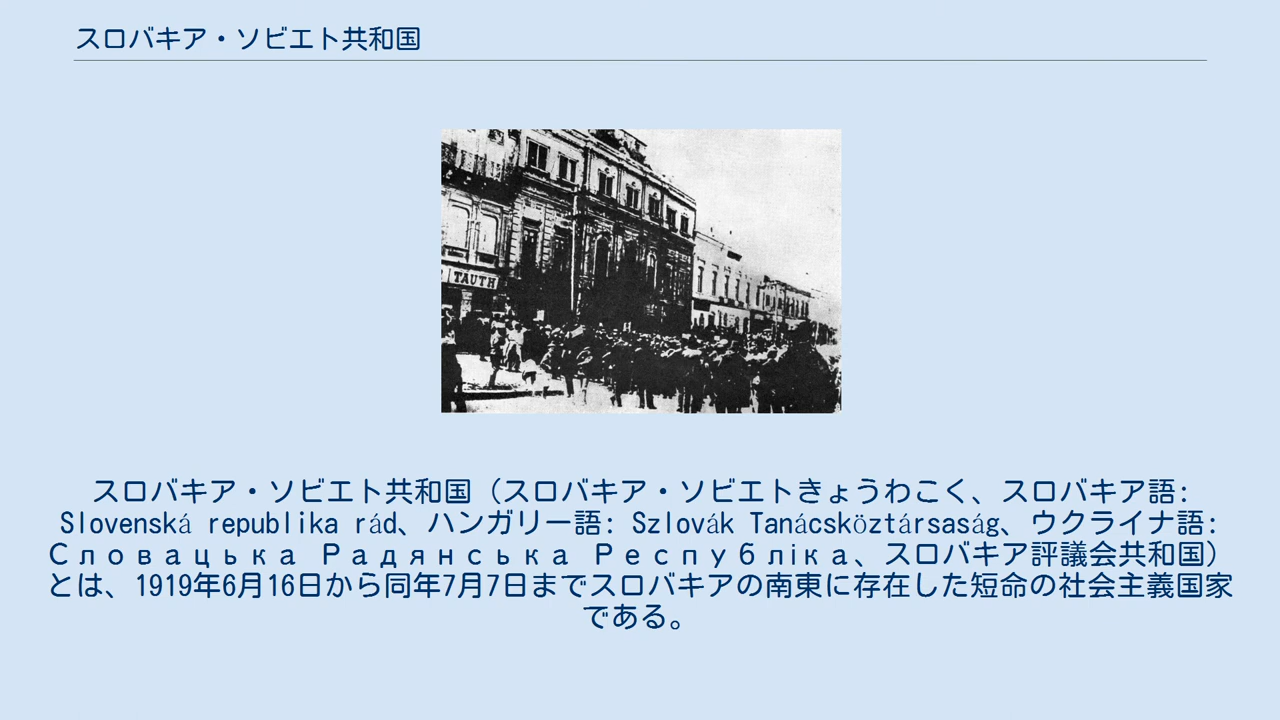 スロバキア・ソビエト共和国
TAUTH
スロバキア・ソビエト共和国（スロバキア・ソビエトきょうわこく、スロバキア語:
Slovenská republika rád、ハンガリー語: Szlovák Tanácsköztársaság、ウクライナ語:
Словацька Радянська Республіка、スロバキア評議会共和国）
とは、1919年6月16日から同年7月7日までスロバキアの南東に存在した短命の社会主義国家
である。